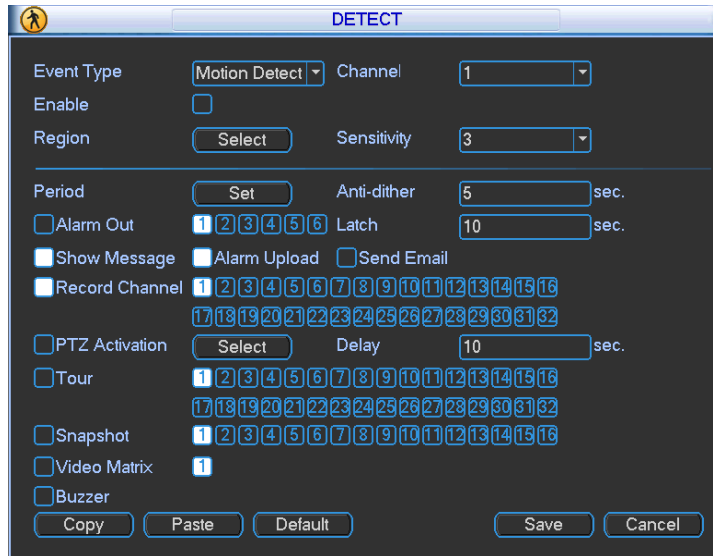 DETECT
Event Type Motion Detect Channel 1
Enable
Region Select Sensitivity 3
Period Set Anti-dither 5 sec.
Alarm Out 1 2 3 4 5 6 Latch 10 sec.
Show Message Alarm Upload Send Email
Record Channel 1 2 3 4 5 6 7 8 9 10 11 12 13 14 15 16
17 18 19 20 21 22 23 24 25 26 27 28 29 30 31 32
PTZ Activation Select Delay 10 sec.
Tour 1 2 3 4 5 6 7 8 9 10 11 12 13 14 15 16
17 18 19 20 21 22 23 24 25 26 27 28 29 30 31 32
Snapshot 1 2 3 4 5 6 7 8 9 10 11 12 13 14 15 16
Video Matrix 1
Buzzer
Copy Paste Default Save Cancel